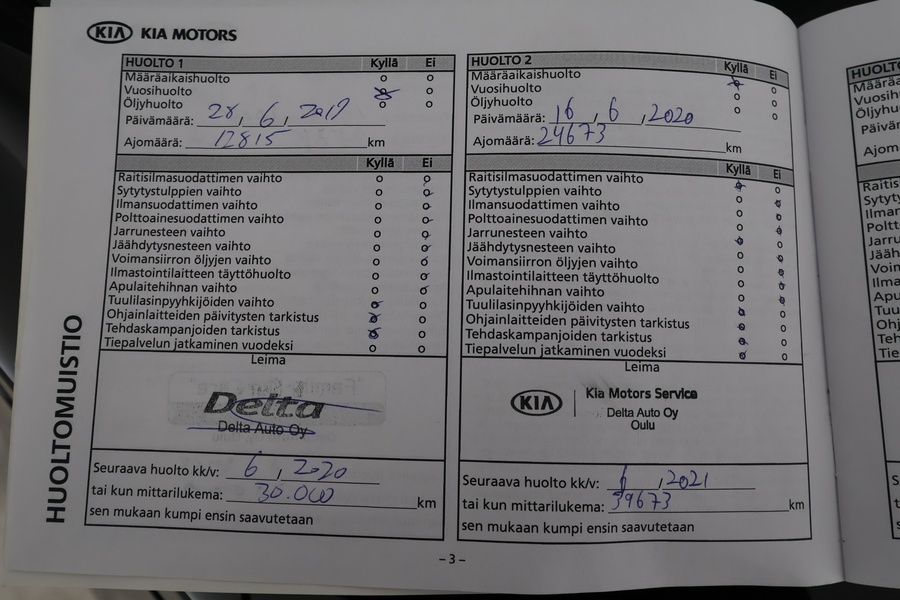 KIA KIA MOTORS
HUOLTO 1 Kyllä Ei
Määräaikaishuolto o o
Vuosihuolto o
Öljyhuolto o o
Päivämäärä: 28, 6, 2019
Ajomäärä: 12815 km
Kyllä Ei
Raitisilmasuodattimen vaihto o o
Sytytystulppien vaihto o o
Ilmansuodattimen vaihto o o
Polttoainesuodattimen vaihto o o
Jarrunesteen vaihto o o
Jäähdytysnesteen vaihto o o
Voimansiirron öljyjen vaihto o o
Ilmastointilaitteen täyttöhuolto o o
Apulaitehihnan vaihto o o
Tuulilasinpyyhkijöiden vaihto o o
Ohjainlaitteiden päivitysten tarkistus o o
Tehdaskampanjoiden tarkistus o o
Tiepalvelun jatkaminen vuodeksi o o
Leima
Delta
Delta Auto Oy
Seuraava huolto kk/v: 6, 2020
tai kun mittarilukema: 30.000 km
sen mukaan kumpi ensin saavutetaan
HUOLTO 2 Kyllä Ei
Määräaikaishuolto o
Vuosihuolto o o
Öljyhuolto o o
Päivämäärä: 16, 6, 2020
Ajomäärä: 24673 km
Kyllä Ei
Raitisilmasuodattimen vaihto o o
Sytytystulppien vaihto o o
Ilmansuodattimen vaihto o o
Polttoainesuodattimen vaihto o o
Jarrunesteen vaihto o o
Jäähdytysnesteen vaihto o o
Voimansiirron öljyjen vaihto o o
Ilmastointilaitteen täyttöhuolto o o
Apulaitehihnan vaihto o o
Tuulilasinpyyhkijöiden vaihto o o
Ohjainlaitteiden päivitysten tarkistus o o
Tehdaskampanjoiden tarkistus o o
Tiepalvelun jatkaminen vuodeksi o o
Leima
KIA Kia Motors Service
Delta Auto Oy
Oulu
Seuraava huolto kk/v: 6, 2021
tai kun mittarilukema: 39673 km
sen mukaan kumpi ensin saavutetaan
HUOLTOMUISTIO
-3-